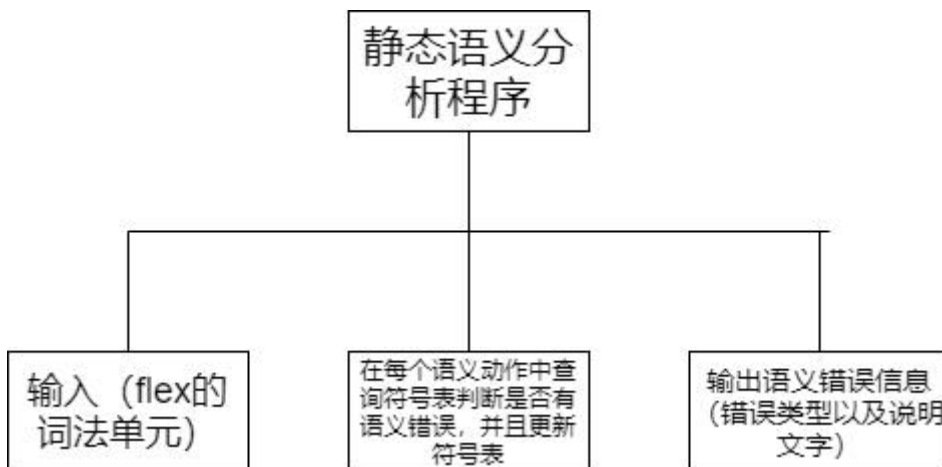 静态语义分
析程序
输入（flex的
词法单元）
在每个语义动作中查
询符号表判断是否有
语义错误，并且更新
符号表
输出语义错误信息
（错误类型以及说明
文字）